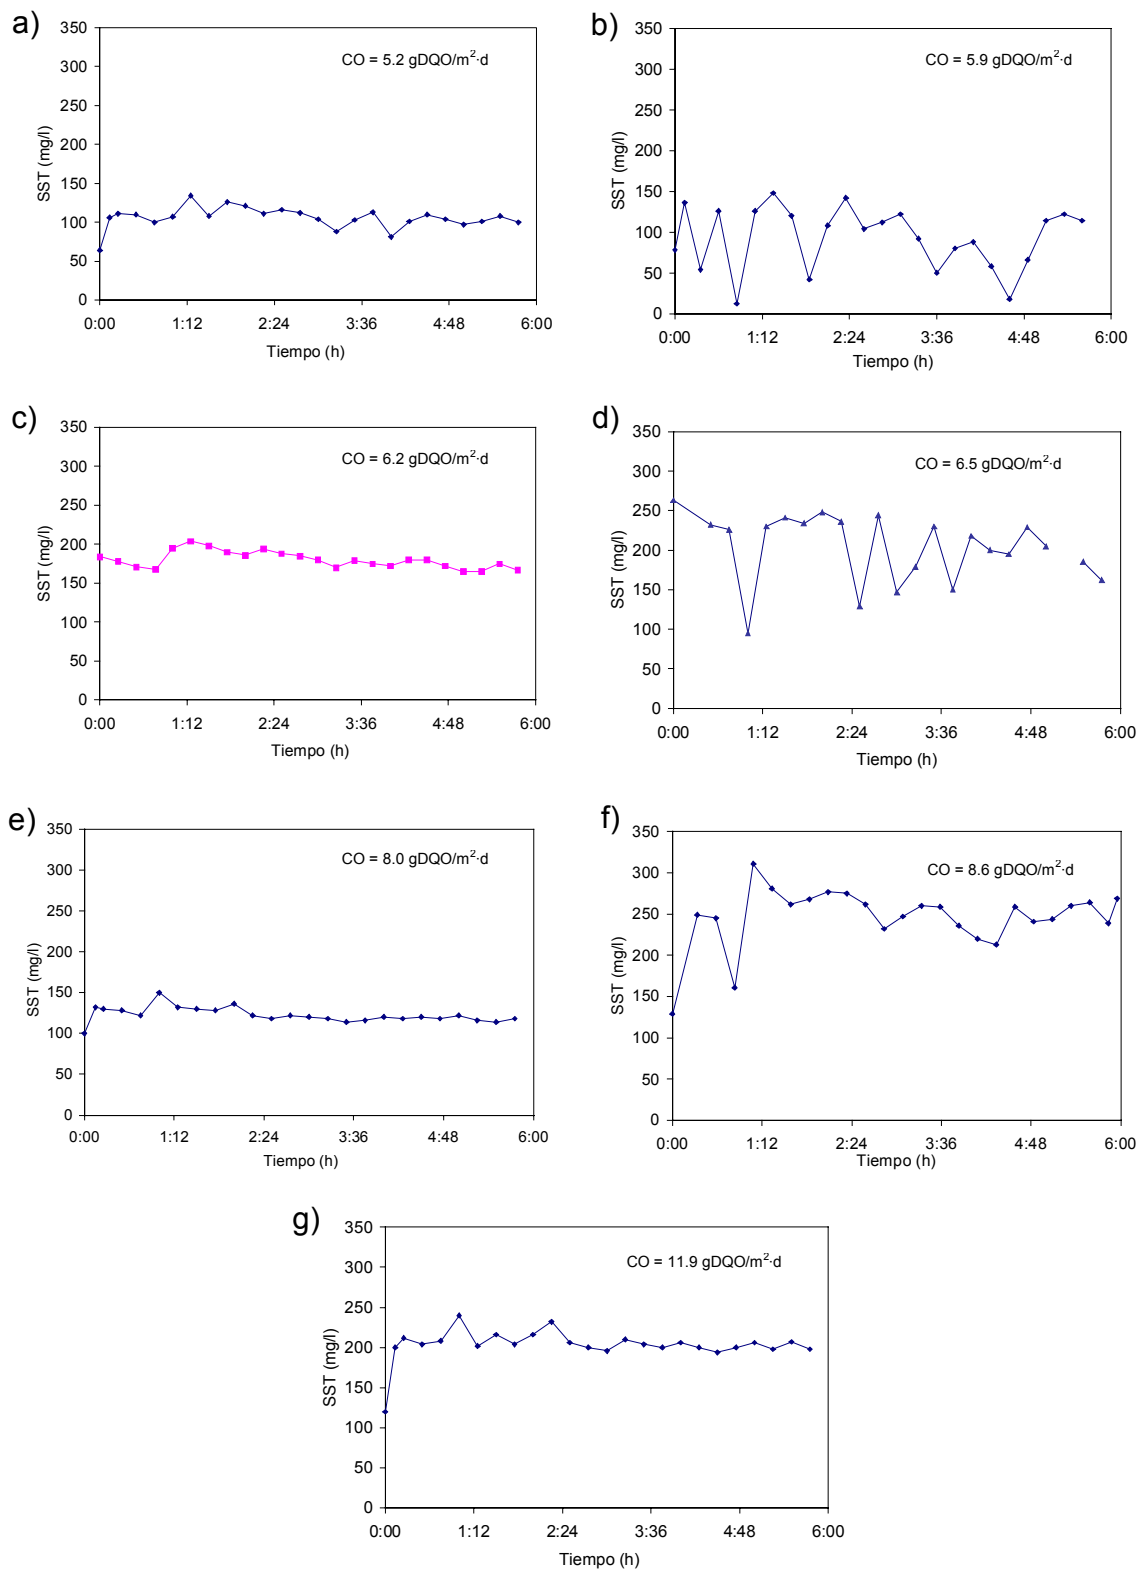 a)
CO = 5.2 gDQO/m²·d
SST (mg/l)
350
300
250
200
150
100
50
0
0:00 1:12 2:24 3:36 4:48 6:00
Tiempo (h)
b)
CO = 5.9 gDQO/m²·d
SST (mg/l)
350
300
250
200
150
100
50
0
0:00 1:12 2:24 3:36 4:48 6:00
Tiempo (h)
c)
CO = 6.2 gDQO/m²·d
SST (mg/l)
350
300
250
200
150
100
50
0
0:00 1:12 2:24 3:36 4:48 6:00
Tiempo (h)
d)
CO = 6.5 gDQO/m²·d
SST (mg/l)
350
300
250
200
150
100
50
0
0:00 1:12 2:24 3:36 4:48 6:00
Tiempo (h)
e)
CO = 8.0 gDQO/m²·d
SST (mg/l)
350
300
250
200
150
100
50
0
0:00 1:12 2:24 3:36 4:48 6:00
Tiempo (h)
f)
CO = 8.6 gDQO/m²·d
SST (mg/l)
350
300
250
200
150
100
50
0
0:00 1:12 2:24 3:36 4:48 6:00
Tiempo (h)
g)
CO = 11.9 gDQO/m²·d
SST (mg/l)
350
300
250
200
150
100
50
0
0:00 1:12 2:24 3:36 4:48 6:00
Tiempo (h)